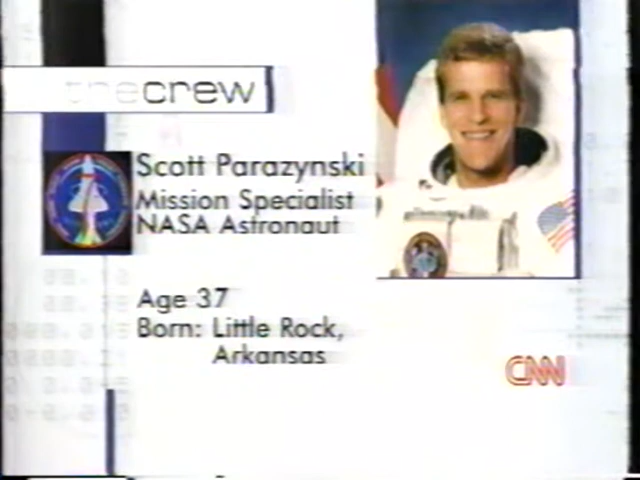 thecrew
Scott Parazynski
Mission Specialist
NASA Astronaut
Age 37
Born: Little Rock,
Arkansas
CNN